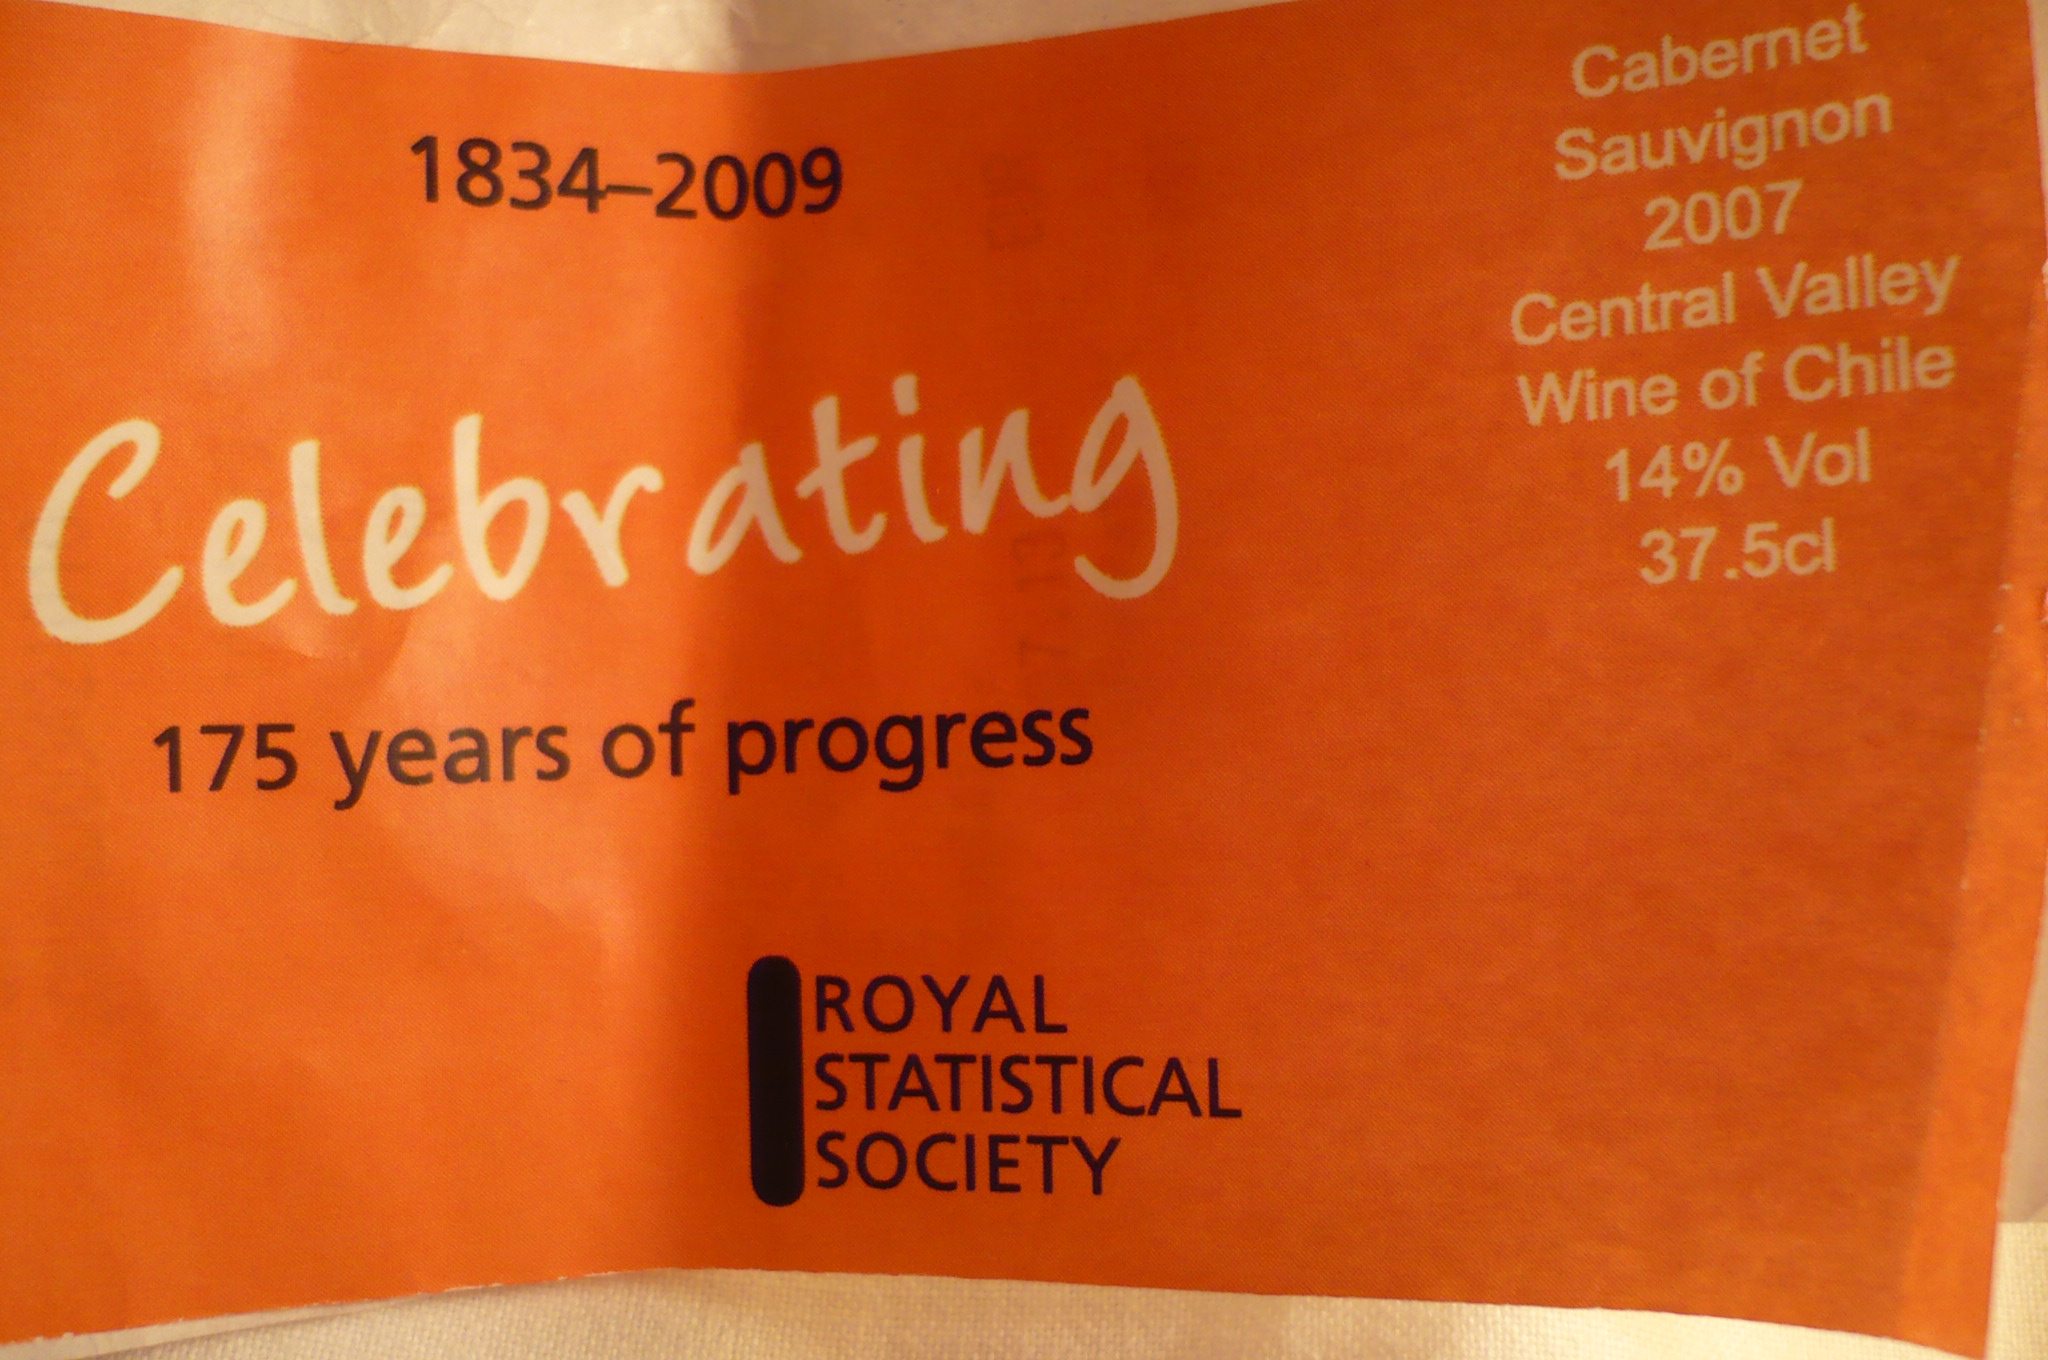 1834–2009
Celebrating
175 years of progress
ROYAL
STATISTICAL
SOCIETY
Cabernet
Sauvignon
2007
Central Valley
Wine of Chile
14% Vol
37.5cl